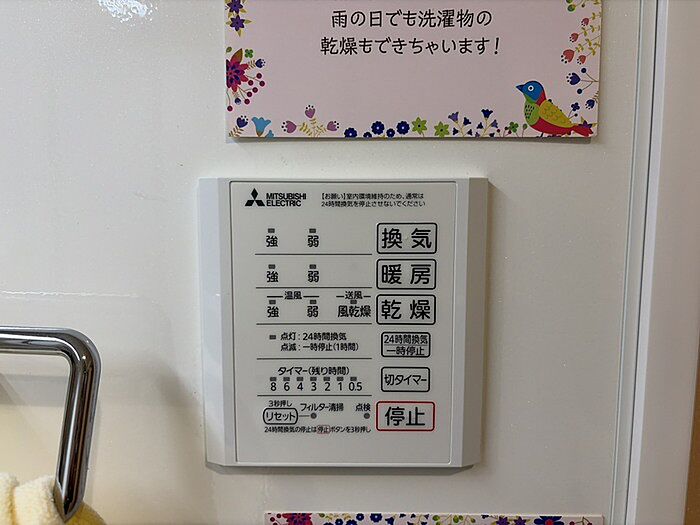 雨の日でも洗濯物の
乾燥もできちゃいます!
MITSUBISHI
ELECTRIC
【お願い】室内環境維持のため、通常は
24時間換気を停止させないでください
強 弱 換気
強 弱 暖房
温風 送風
強 弱 風乾燥 乾燥
点灯:24時間換気
点滅:一時停止(1時間)
24時間換気
一時停止
タイマー(残り時間)
8 6 4 3 2 1 0.5
切タイマー
3秒押し
リセット フィルター清掃 点検
停止
24時間換気の停止は停止ボタンを3秒押し